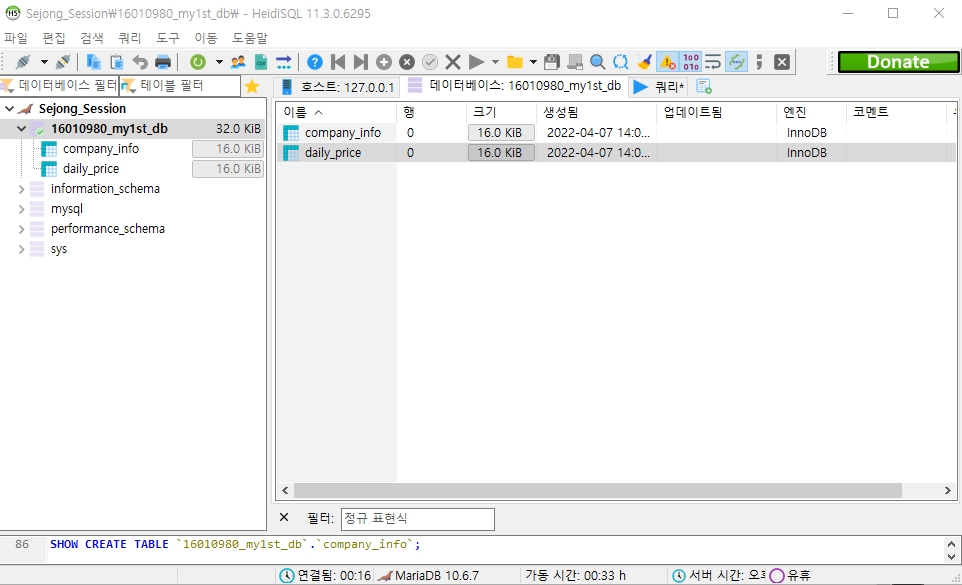 Sejong_Session₩16010980_my1st_db₩ - HeidiSQL 11.3.0.6295
파일 편집 검색 쿼리 도구 이동 도움말
Donate
데이터베이스 필터 테이블 필터
호스트: 127.0.0.1 데이터베이스: 16010980_my1st_db 쿼리*
Sejong_Session
16010980_my1st_db 32.0 KiB
company_info 16.0 KiB
daily_price 16.0 KiB
information_schema
mysql
performance_schema
sys
이름 행 크기 생성됨 업데이트됨 엔진 코멘트
company_info 0 16.0 KiB 2022-04-07 14:0... InnoDB
daily_price 0 16.0 KiB 2022-04-07 14:0... InnoDB
필터: 정규 표현식
86 SHOW CREATE TABLE `16010980_my1st_db`.`company_info`;
연결됨: 00:16 MariaDB 10.6.7 가동 시간: 00:33 h 서버 시간: 유휴